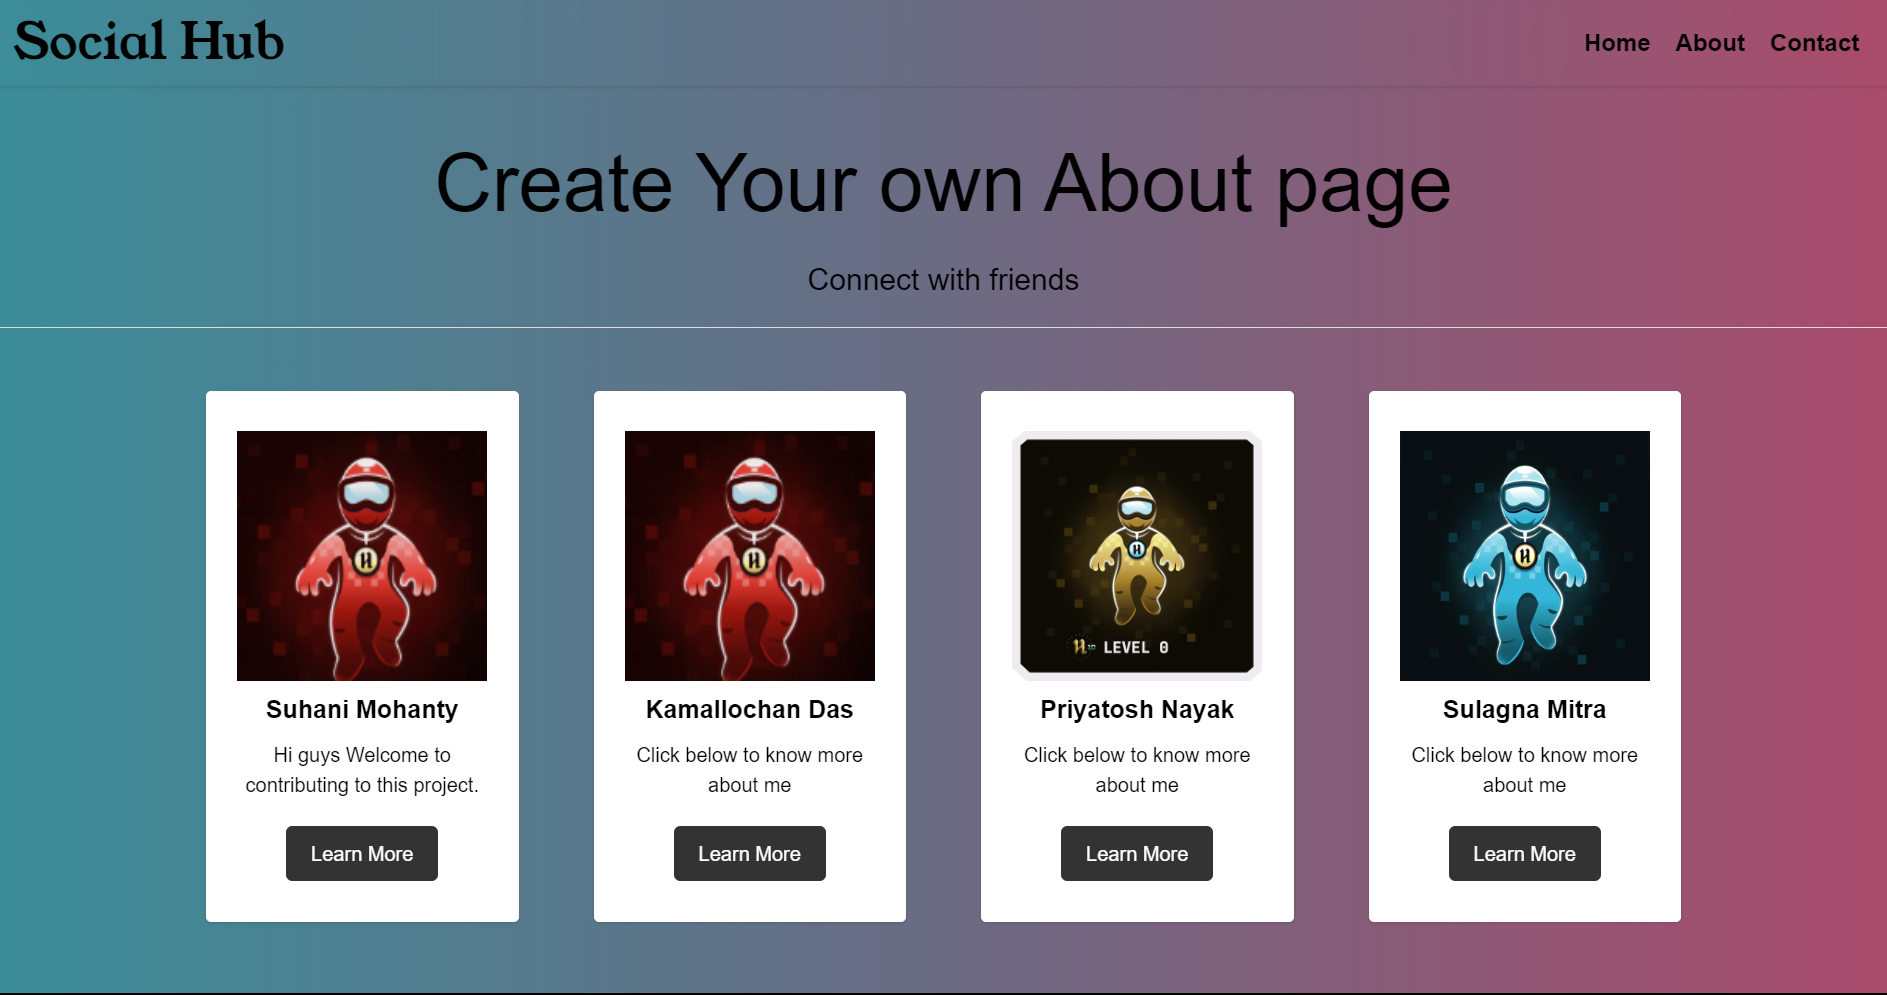 Social Hub
Home About Contact
Create Your own About page
Connect with friends
LEVEL 0
Suhani Mohanty
Hi guys Welcome to
contributing to this project.
Learn More
Kamallochan Das
Click below to know more
about me
Learn More
Priyatosh Nayak
Click below to know more
about me
Learn More
Sulagna Mitra
Click below to know more
about me
Learn More